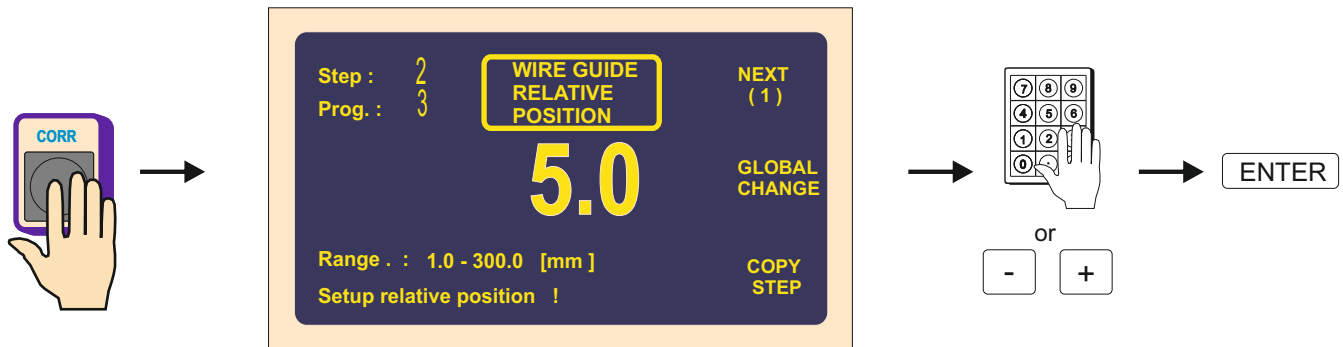 CORR
Step : 2
Prog. : 3
WIRE GUIDE
RELATIVE
POSITION
NEXT
( 1 )
5.0
GLOBAL
CHANGE
Range . : 1.0 - 300.0 [mm ]
Setup relative position !
COPY
STEP
7 8 9
4 5 6
1 2
0
or
- +
ENTER